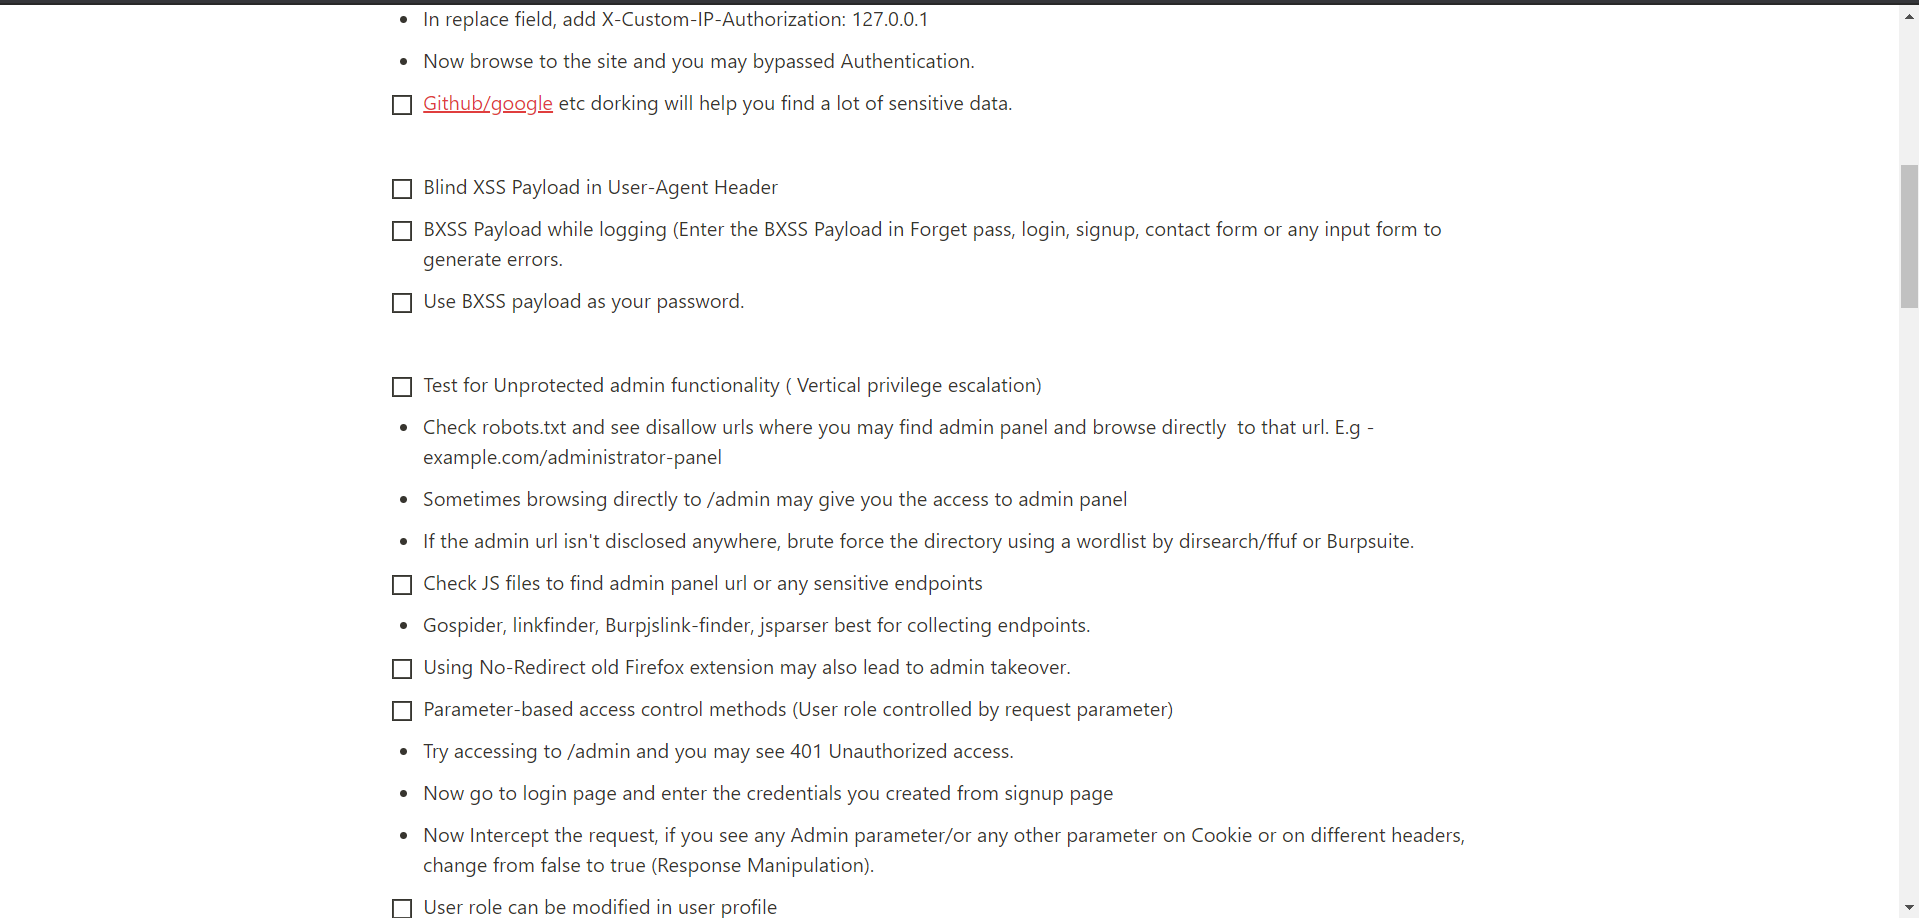 In replace field, add X-Custom-IP-Authorization: 127.0.0.1
Now browse to the site and you may bypassed Authentication.
Github/google etc dorking will help you find a lot of sensitive data.
Blind XSS Payload in User-Agent Header
BXSS Payload while logging (Enter the BXSS Payload in Forget pass, login, signup, contact form or any input form to
generate errors.
Use BXSS payload as your password.
Test for Unprotected admin functionality ( Vertical privilege escalation)
Check robots.txt and see disallow urls where you may find admin panel and browse directly  to that url. E.g -
example.com/administrator-panel
Sometimes browsing directly to /admin may give you the access to admin panel
If the admin url isn't disclosed anywhere, brute force the directory using a wordlist by dirsearch/ffuf or Burpsuite.
Check JS files to find admin panel url or any sensitive endpoints
Gospider, linkfinder, Burpjslink-finder, jsparser best for collecting endpoints.
Using No-Redirect old Firefox extension may also lead to admin takeover.
Parameter-based access control methods (User role controlled by request parameter)
Try accessing to /admin and you may see 401 Unauthorized access.
Now go to login page and enter the credentials you created from signup page
Now Intercept the request, if you see any Admin parameter/or any other parameter on Cookie or on different headers,
change from false to true (Response Manipulation).
User role can be modified in user profile